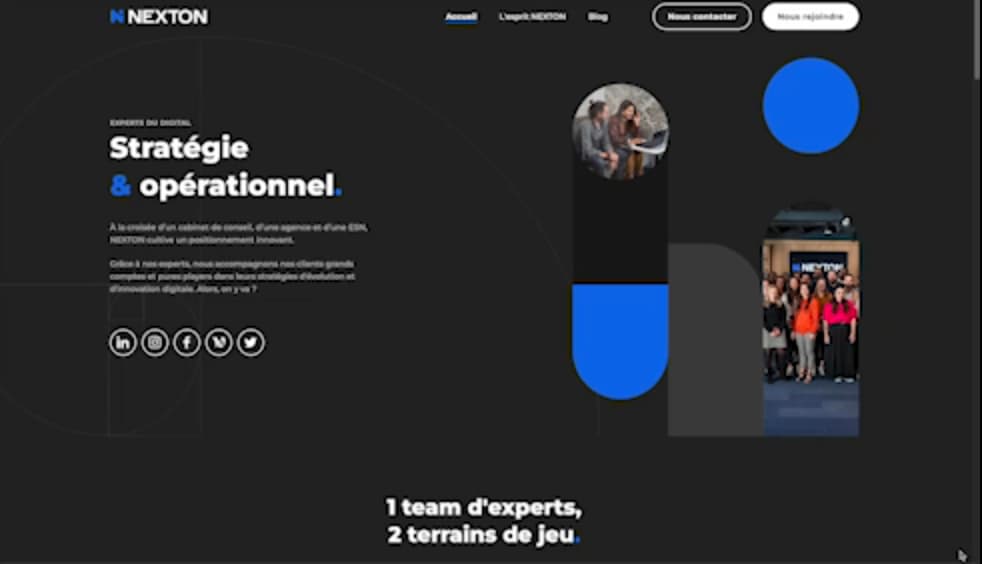 NEXTON
Accueil
L'esprit NEXTON
Blog
Nous contacter
Nous rejoindre
EXPERTS DU DIGITAL
Stratégie
& opérationnel.
À la croisée d'un cabinet de conseil, d'une agence et d'une ESN,
NEXTON cultive un positionnement innovant.
Grâce à nos experts, nous accompagnons nos clients grands
comptes et pures players dans leurs stratégies d'évolution et
d'innovation digitale. Alors, on y va ?
NEXTON
1 team d'experts,
2 terrains de jeu.